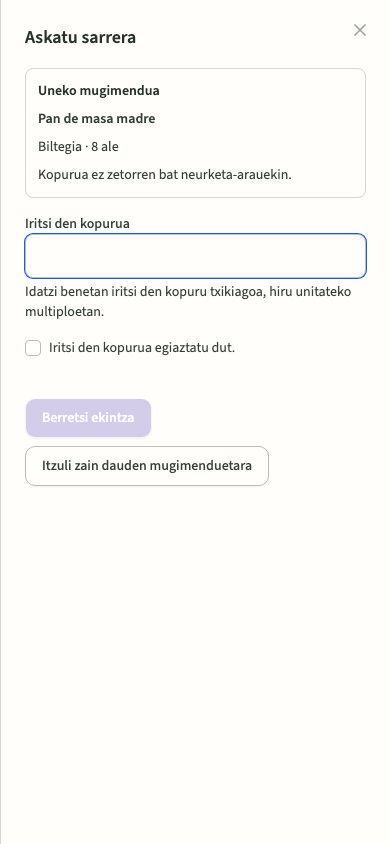 Askatu sarrera
Uneko mugimendua
Pan de masa madre
Biltegia · 8 ale
Kopurua ez zetorren bat neurketa-arauekin.
Iritsi den kopurua
Idatzi benetan iritsi den kopuru txikiagoa, hiru unitateko
multiploetan.
Iritsi den kopurua egiaztatu dut.
Berretsi ekintza
Itzuli zain dauden mugimenduetara